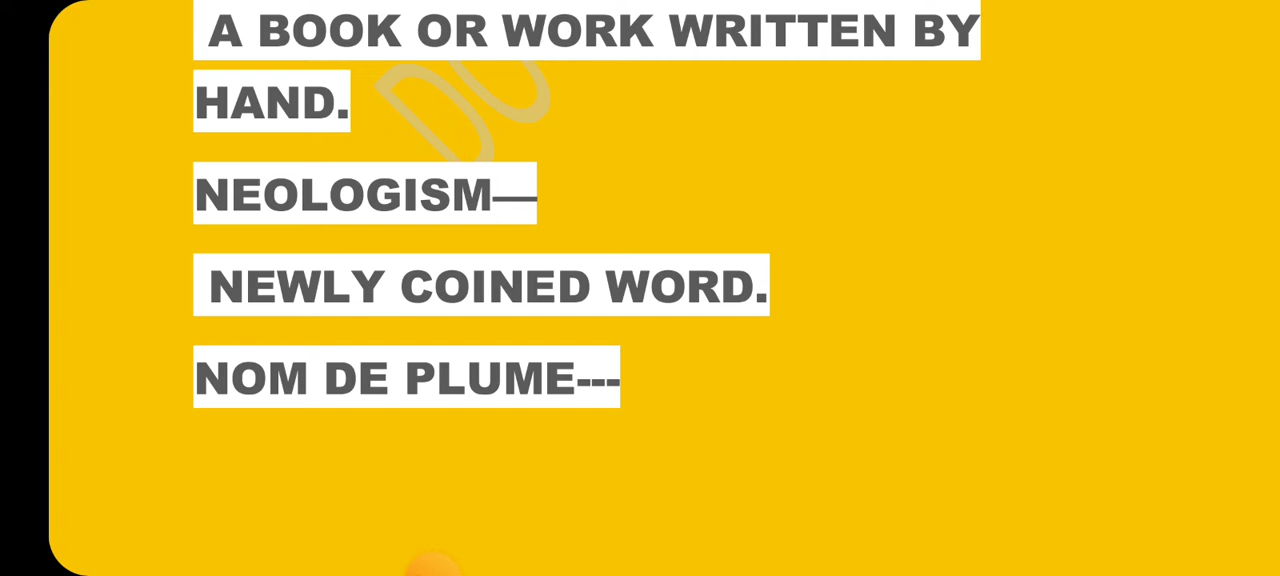 A BOOK OR WORK WRITTEN BY
HAND.
NEOLOGISM—
NEWLY COINED WORD.
NOM DE PLUME---